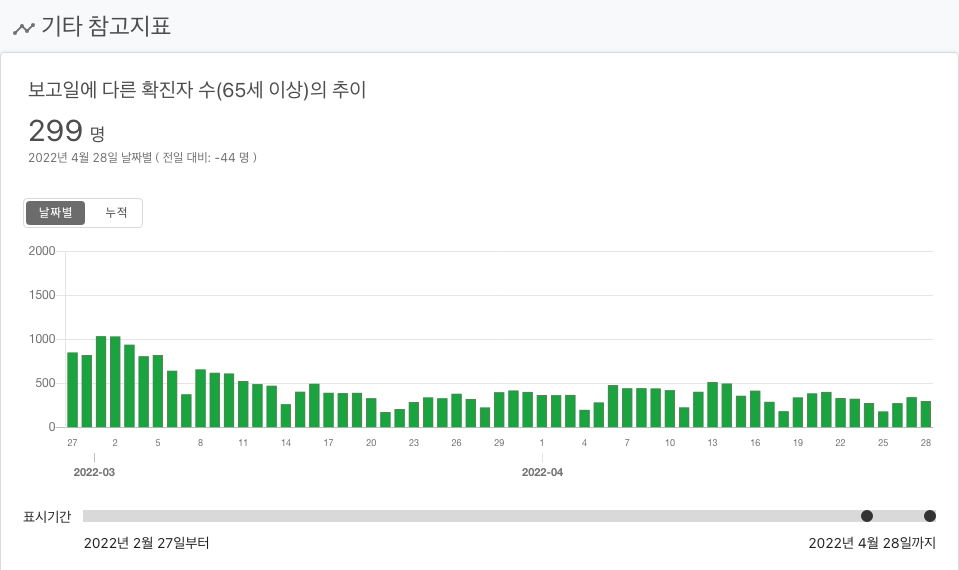 기타 참고지표
보고일에 다른 확진자 수(65세 이상)의 추이
299 명
2022년 4월 28일 날짜별 ( 전일 대비: -44 명 )
날짜별 누적
2000
1500
1000
500
0
27 2 5 8 11 14 17 20 23 26 29 1 4 7 10 13 16 19 22 25 28
2022-03 2022-04
표시기간
2022년 2월 27일부터 2022년 4월 28일까지